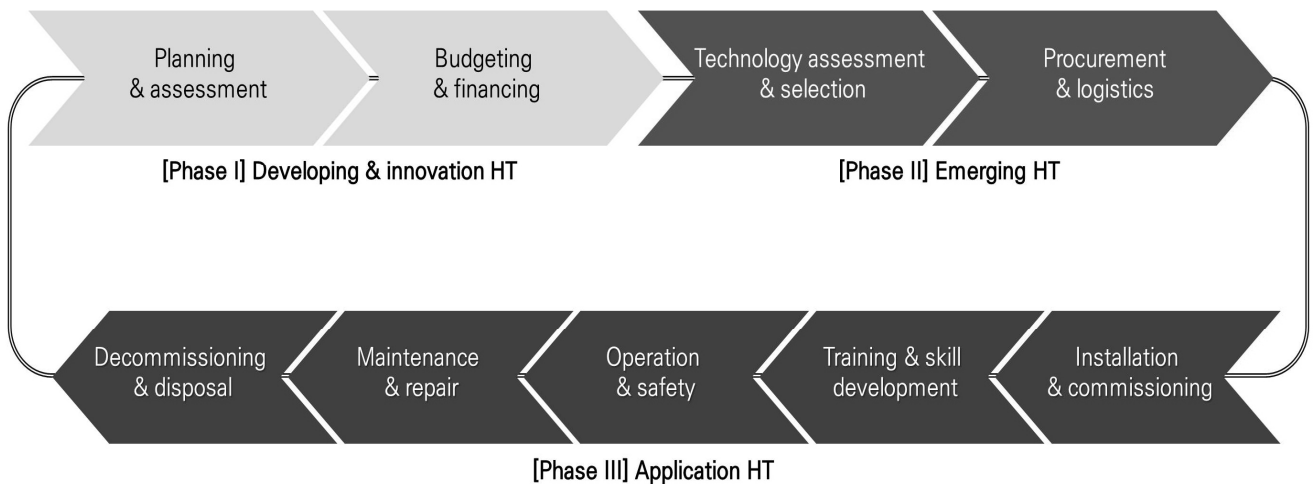 Planning
& assessment
Budgeting
& financing
Technology assessment
& selection
Procurement
& logistics
[Phase I] Developing & innovation HT
[Phase II] Emerging HT
Decommissioning
& disposal
Maintenance
& repair
Operation
& safety
Training & skill
development
Installation
& commissioning
[Phase III] Application HT